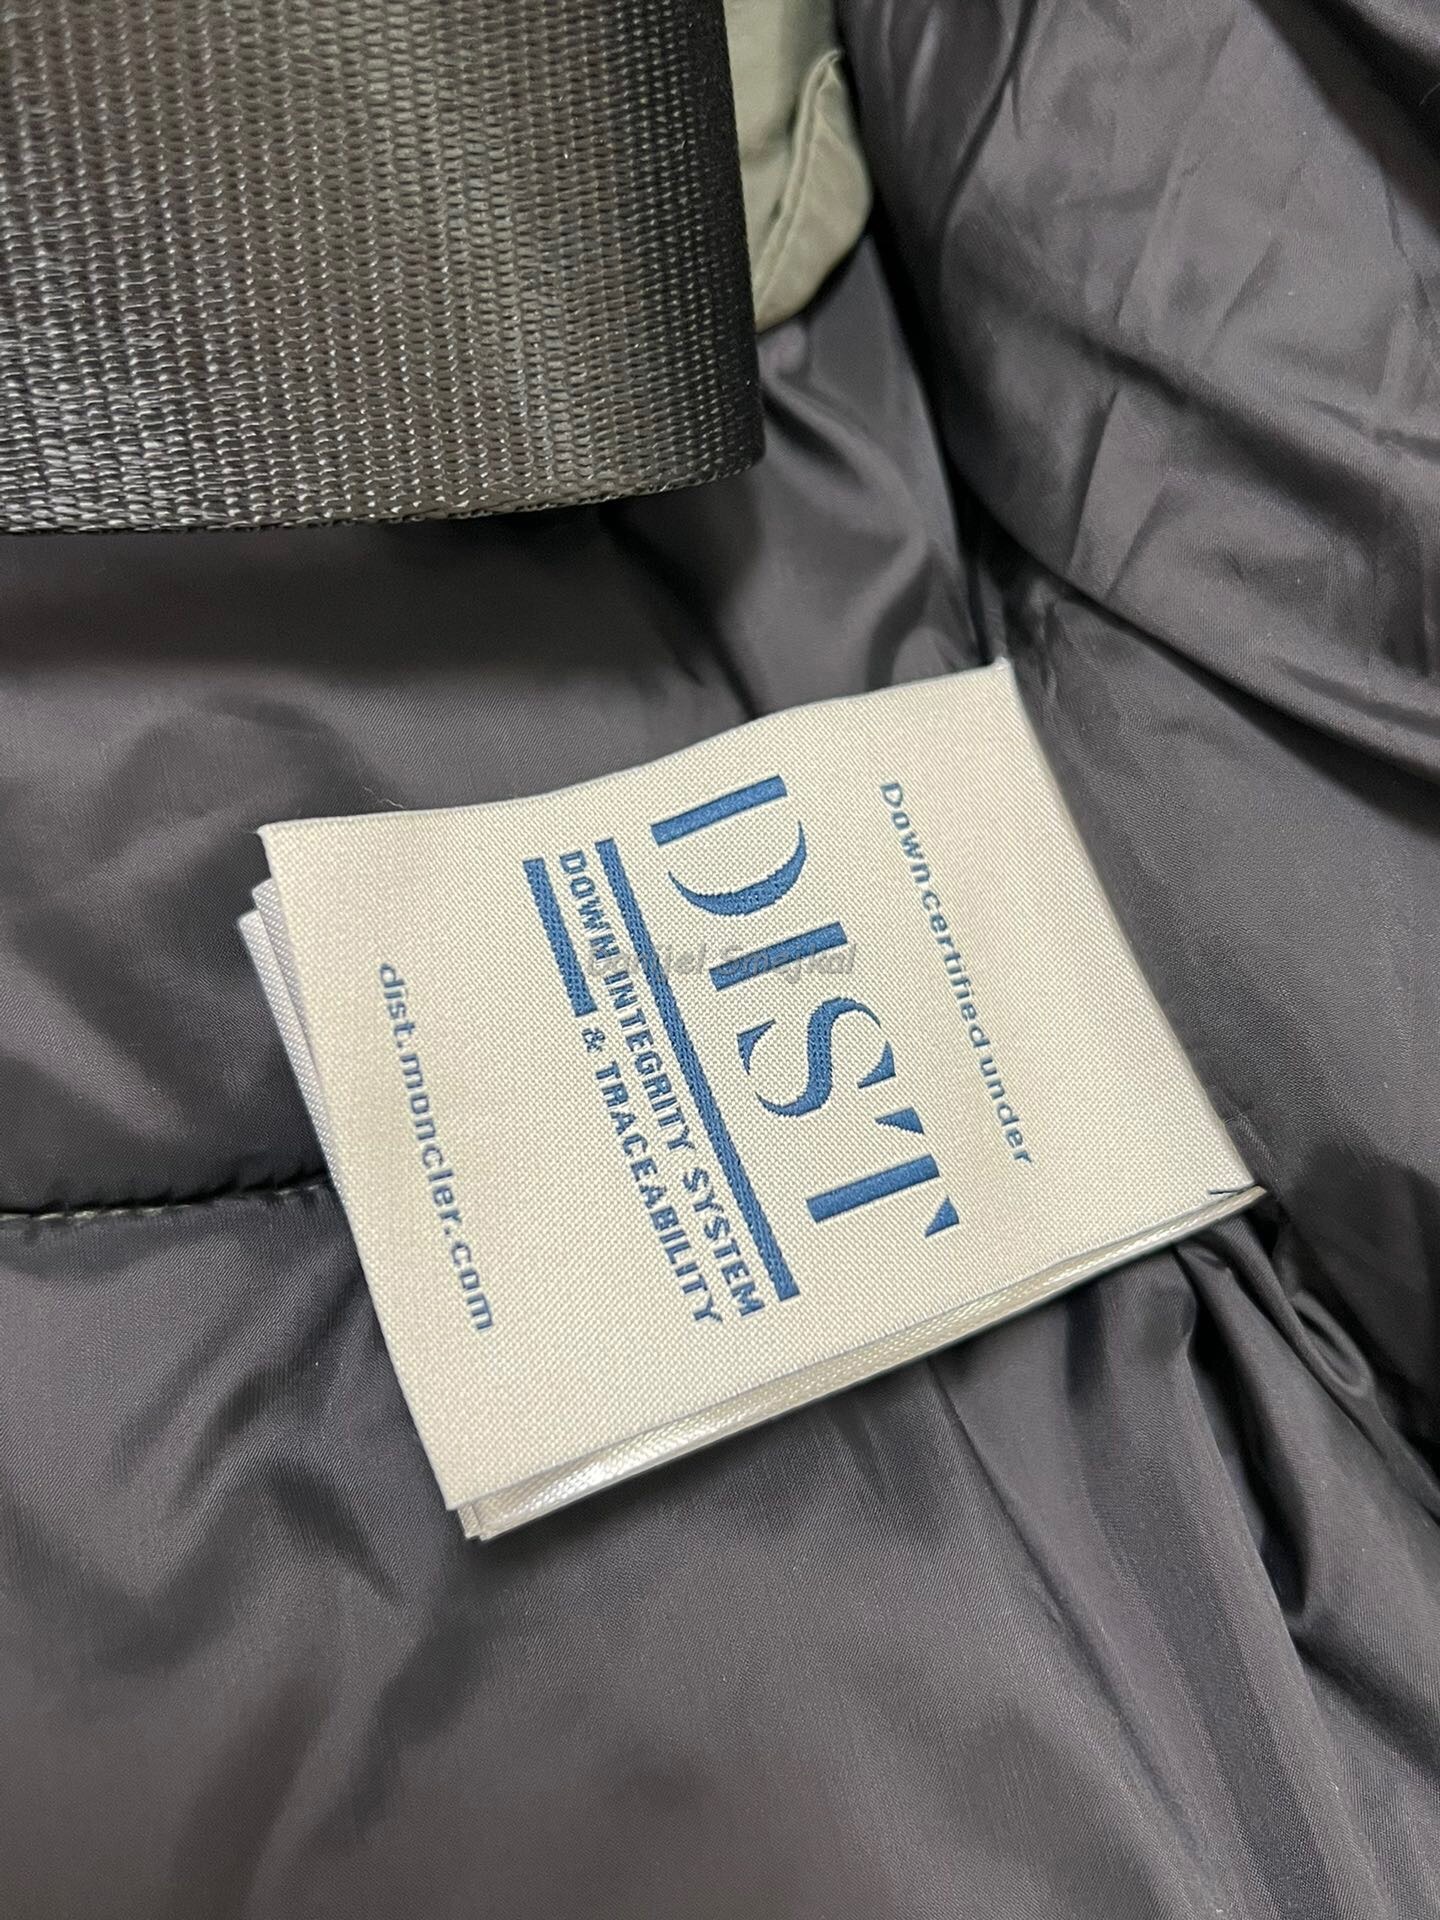 Down certified under
DIST
DOWN INTEGRITY SYSTEM
& TRACEABILITY
dist.moncler.com